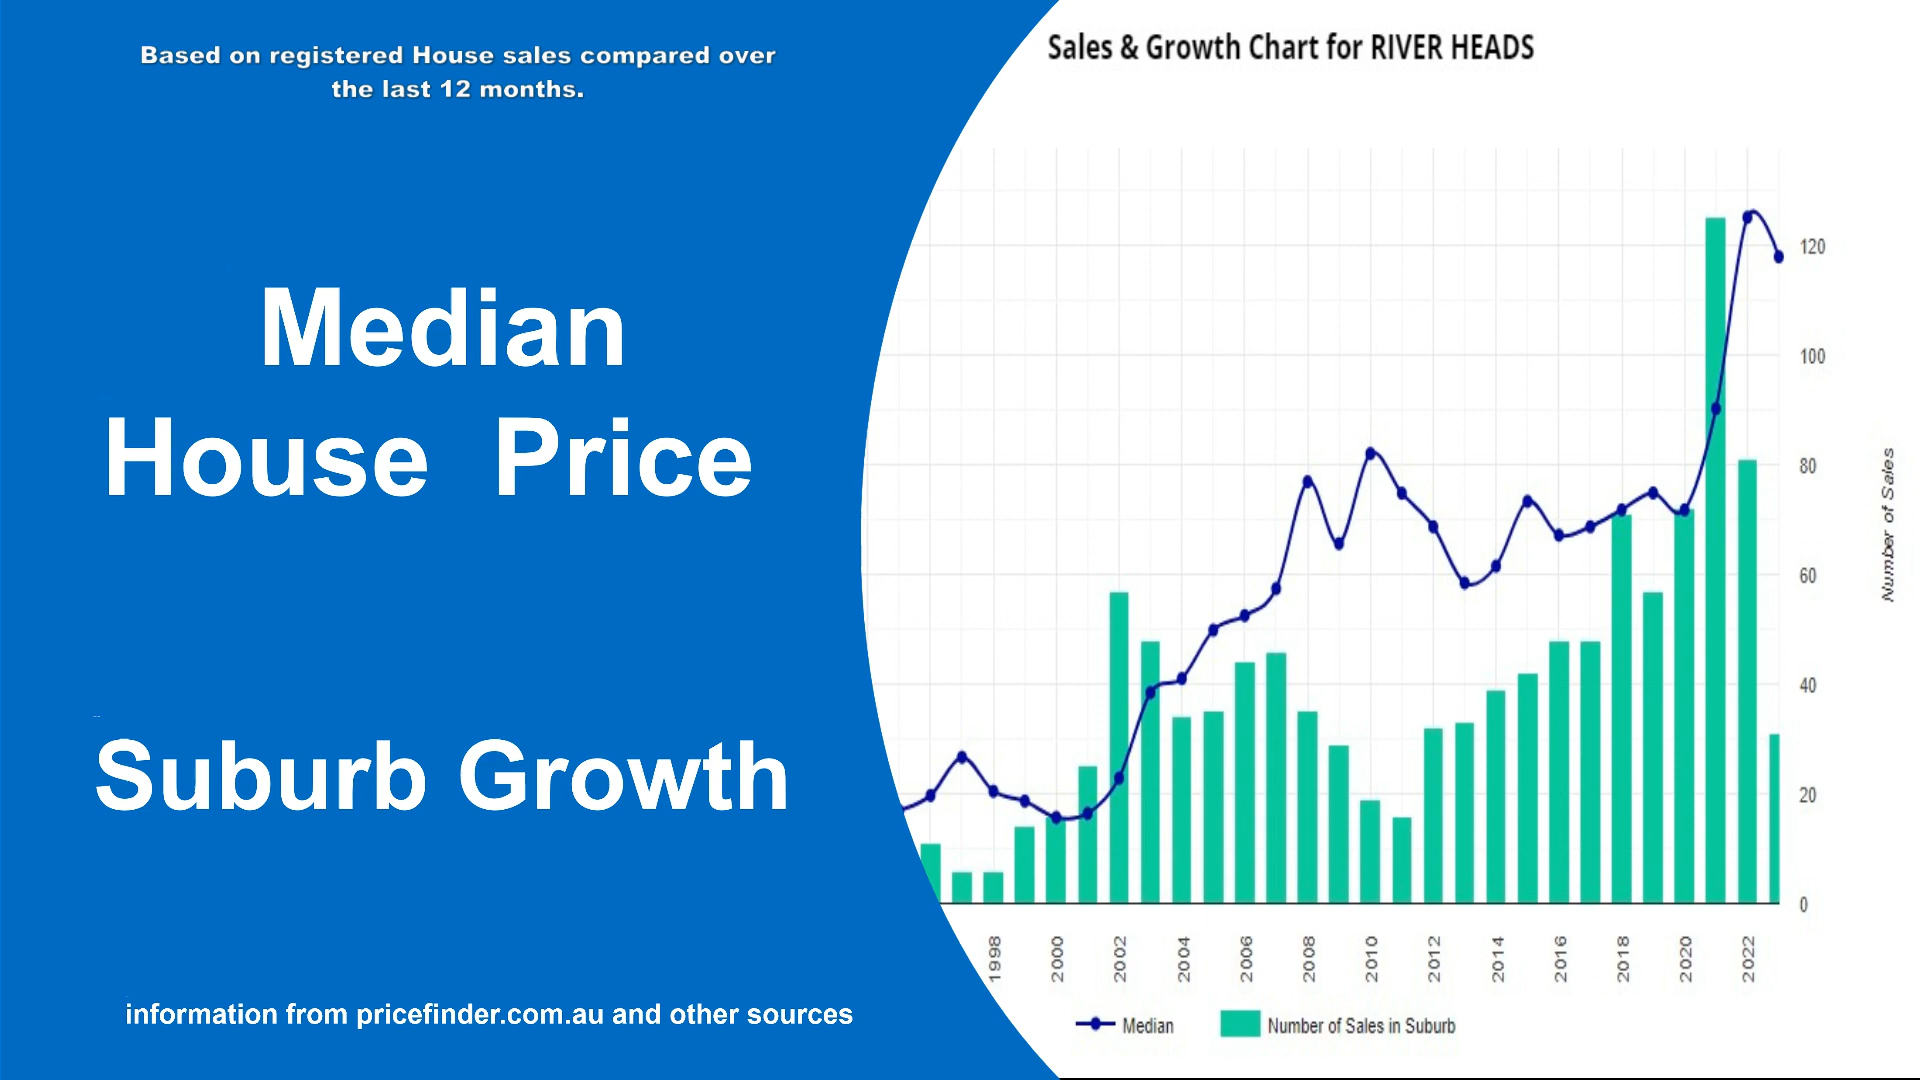 Based on registered House sales compared over
the last 12 months.
Median
House Price
Suburb Growth
information from pricefinder.com.au and other sources
Sales & Growth Chart for RIVER HEADS
120
100
80
60
40
20
0
Number of Sales
1998
2000
2002
2004
2006
2008
2010
2012
2014
2016
2018
2020
2022
Median
Number of Sales in Suburb